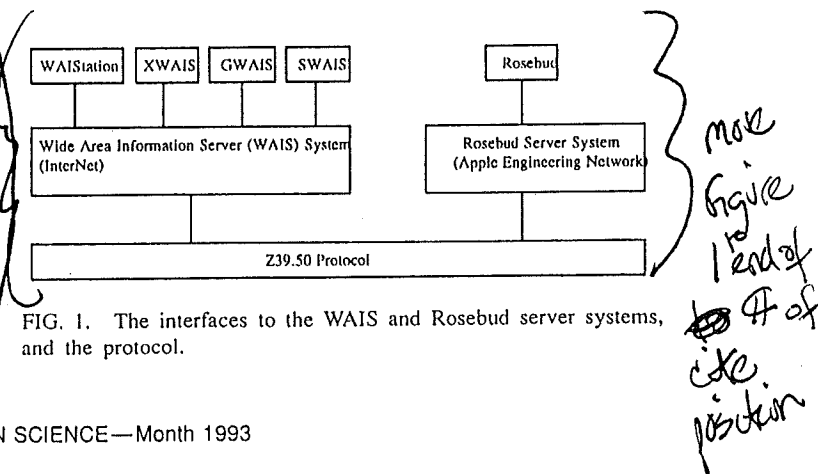 WAIStation XWAIS GWAIS SWAIS Rosebud
Wide Area Information Server (WAIS) System
(InterNet)
Rosebud Server System
(Apple Engineering Network)
Z39.50 Protocol
FIG. 1. The interfaces to the WAIS and Rosebud server systems,
and the protocol.
N SCIENCE—Month 1993
move
Figure
1 to end of
¶ of
cite
position